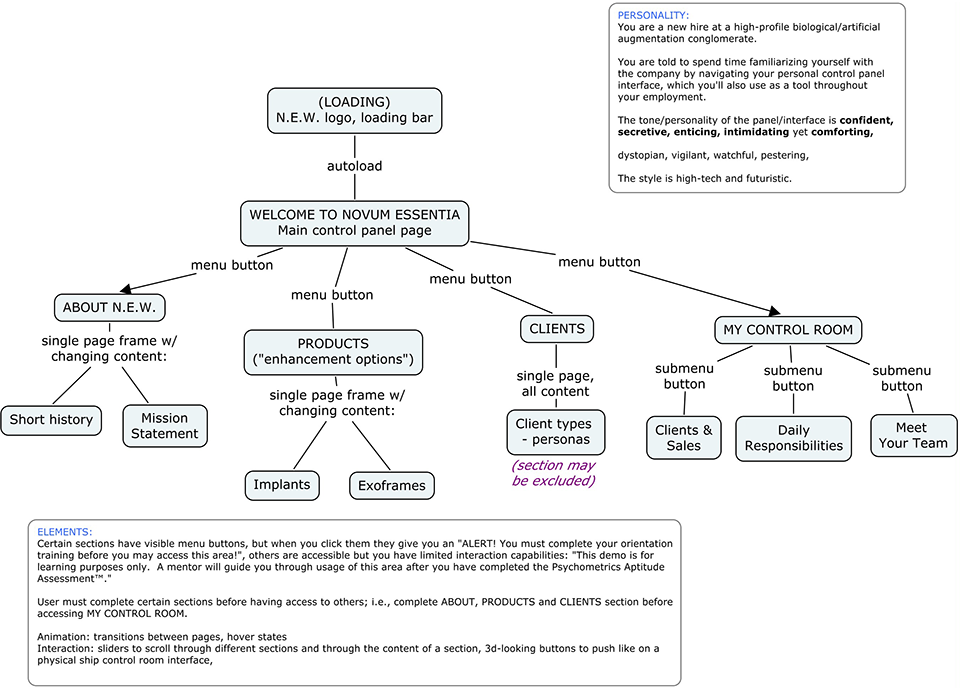 PERSONALITY:
You are a new hire at a high-profile biological/artificial
augmentation conglomerate.
You are told to spend time familiarizing yourself with
the company by navigating your personal control panel
interface, which you'll also use as a tool throughout
your employment.
The tone/personality of the panel/interface is confident,
secretive, enticing, intimidating yet comforting,
dystopian, vigilant, watchful, pestering,
The style is high-tech and futuristic.
(LOADING)
N.E.W. logo, loading bar
autoload
WELCOME TO NOVUM ESSENTIA
Main control panel page
menu button
menu button
menu button
menu button
ABOUT N.E.W.
single page frame w/
changing content:
Short history
Mission
Statement
PRODUCTS
("enhancement options")
single page frame w/
changing content:
Implants
Exoframes
CLIENTS
single page,
all content
Client types
- personas
(section may
be excluded)
MY CONTROL ROOM
submenu
button
submenu
button
submenu
button
Clients &
Sales
Daily
Responsibilities
Meet
Your Team
ELEMENTS:
Certain sections have visible menu buttons, but when you click them they give you an "ALERT! You must complete your orientation
training before you may access this area!", others are accessible but you have limited interaction capabilities: "This demo is for
learning purposes only.  A mentor will guide you through usage of this area after you have completed the Psychometrics Aptitude
Assessment™."
User must complete certain sections before having access to others; i.e., complete ABOUT, PRODUCTS and CLIENTS section before
accessing MY CONTROL ROOM.
Animation: transitions between pages, hover states
Interaction: sliders to scroll through different sections and through the content of a section, 3d-looking buttons to push like on a
physical ship control room interface,